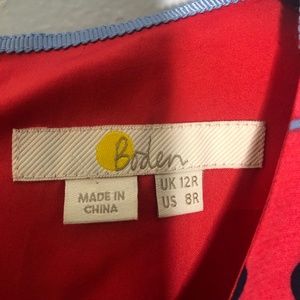 Boden
MADE IN
CHINA
UK 12R
US 8R